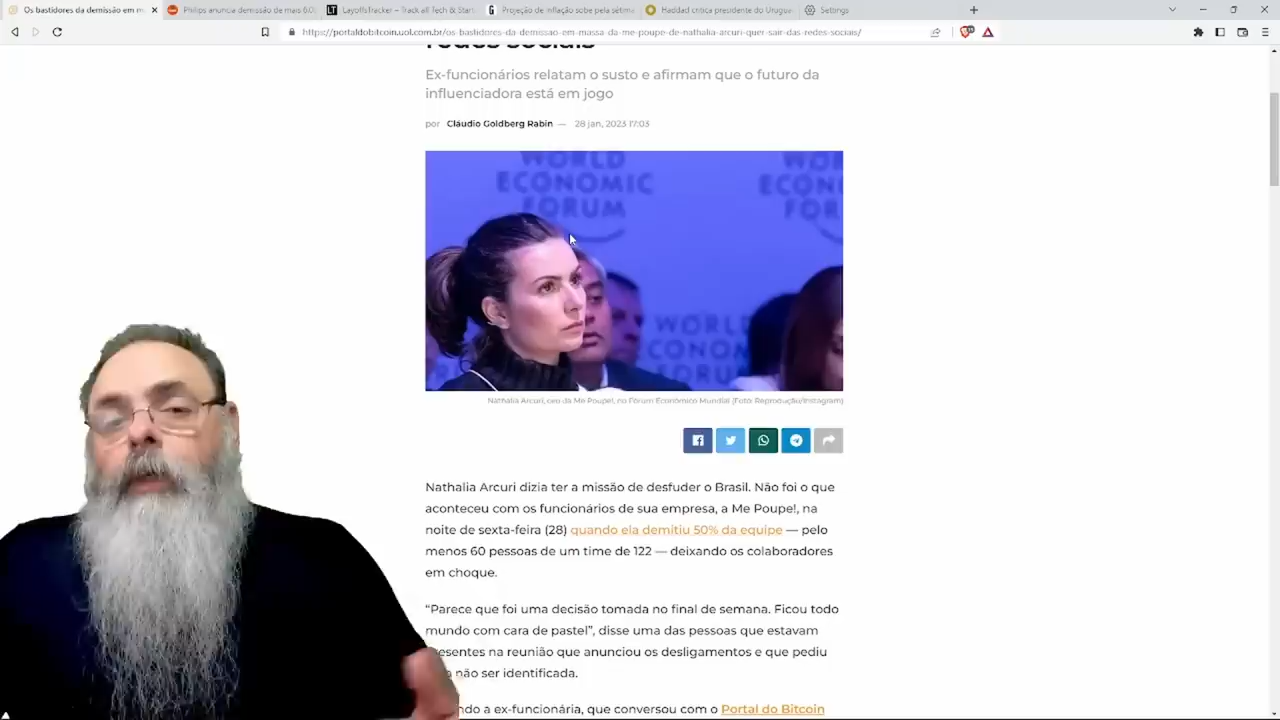 Os bastidores da demissão em m
Philips anuncia demissão de mais 6.0
LayoffsTracker – Track all Tech & Start
Projeção de inflação sobe pela sétim
Haddad critica presidente do Urugua
Settings
https://portaldobitcoin.uol.com.br/os-bastidores-da-demissao-em-massa-da-me-poupe-de-nathalia-arcuri-quer-sair-das-redes-sociais/
redes sociais
Ex-funcionários relatam o susto e afirmam que o futuro da
influenciadora está em jogo
por Cláudio Goldberg Rabin — 28 jan, 2023 17:03
WORLD
ECONOMIC
FORUM
WO
ECON
FOR
WORLD
CONOM
FORUM
Nathalia Arcuri, ceo da Me Poupe!, no Fórum Econômico Mundial (Foto: Reprodução/Instagram)
Nathalia Arcuri dizia ter a missão de desfuder o Brasil. Não foi o que
aconteceu com os funcionários de sua empresa, a Me Poupe!, na
noite de sexta-feira (28) quando ela demitiu 50% da equipe — pelo
menos 60 pessoas de um time de 122 — deixando os colaboradores
em choque.
“Parece que foi uma decisão tomada no final de semana. Ficou todo
mundo com cara de pastel”, disse uma das pessoas que estavam
esentes na reunião que anunciou os desligamentos e que pediu
não ser identificada.
ndo a ex-funcionária, que conversou com o Portal do Bitcoin